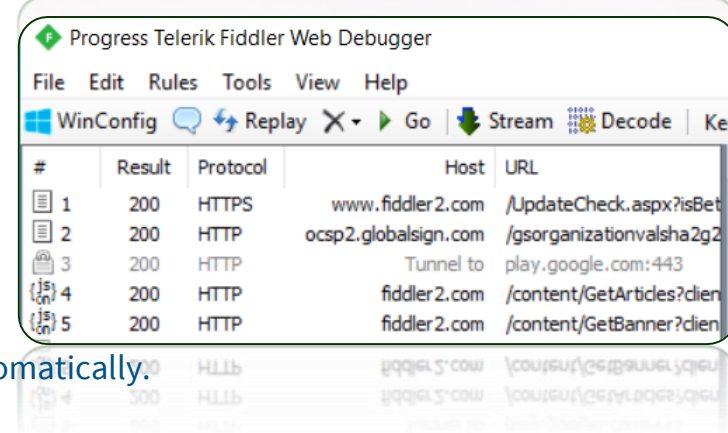 Progress Telerik Fiddler Web Debugger
File Edit Rules Tools View Help
WinConfig Replay Go Stream Decode Ke
# Result Protocol Host URL
1 200 HTTPS www.fiddler2.com /UpdateCheck.aspx?isBet
2 200 HTTP ocsp2.globalsign.com /gsorganizationvalsha2g2
3 200 HTTP Tunnel to play.google.com:443
4 200 HTTP fiddler2.com /content/GetArticles?clien
5 200 HTTP fiddler2.com /content/GetBanner?clien
omatically.